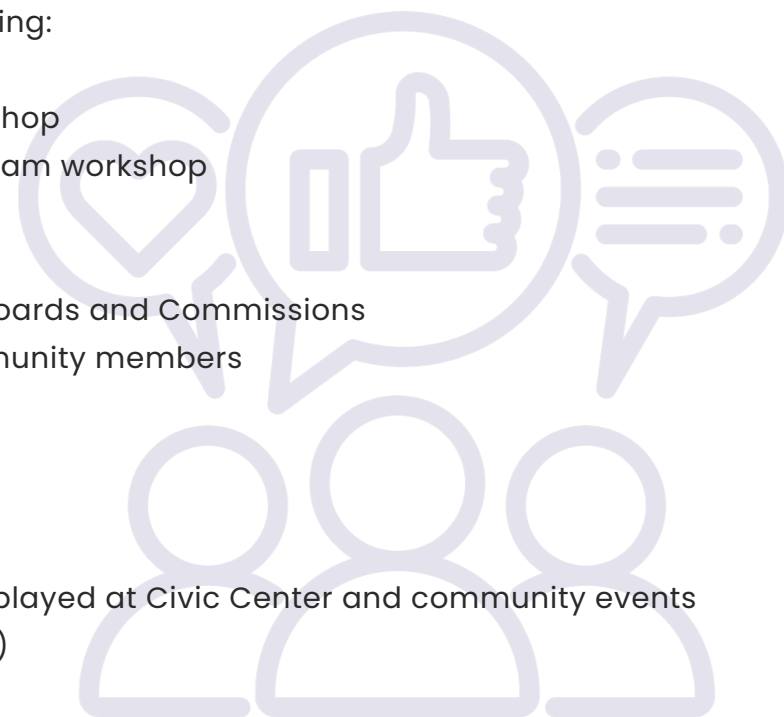 ing:
hop
am workshop
oards and Commissions
munity members
played at Civic Center and community events
)